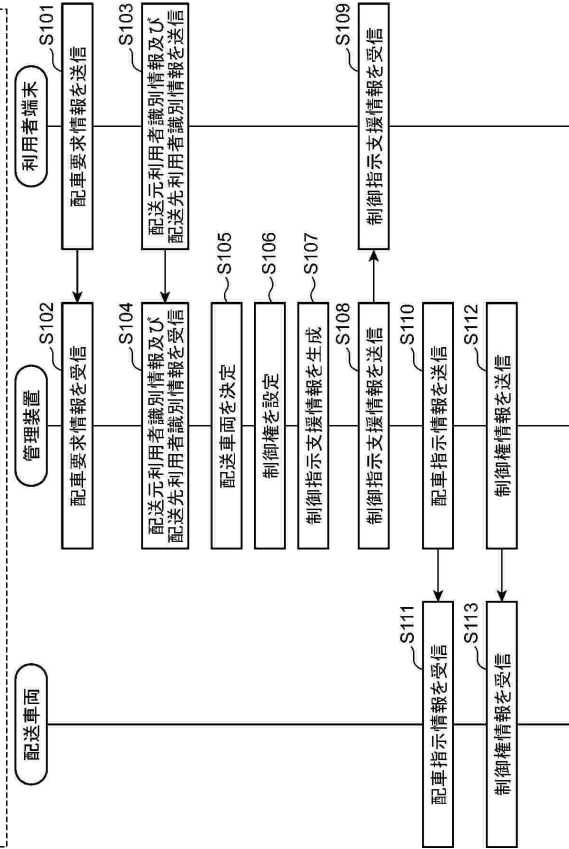 配送車両
管理装置
利用者端末
S101
配車要求情報を送信
S102
配車要求情報を受信
S103
配送元利用者識別情報及び
配送先利用者識別情報を送信
S104
配送元利用者識別情報及び
配送先利用者識別情報を受信
S105
配送車両を決定
S106
制御権を設定
S107
制御指示支援情報を生成
S108
制御指示支援情報を送信
S109
制御指示支援情報を受信
S110
配車指示情報を送信
S111
配車指示情報を受信
S112
制御権情報を送信
S113
制御権情報を受信